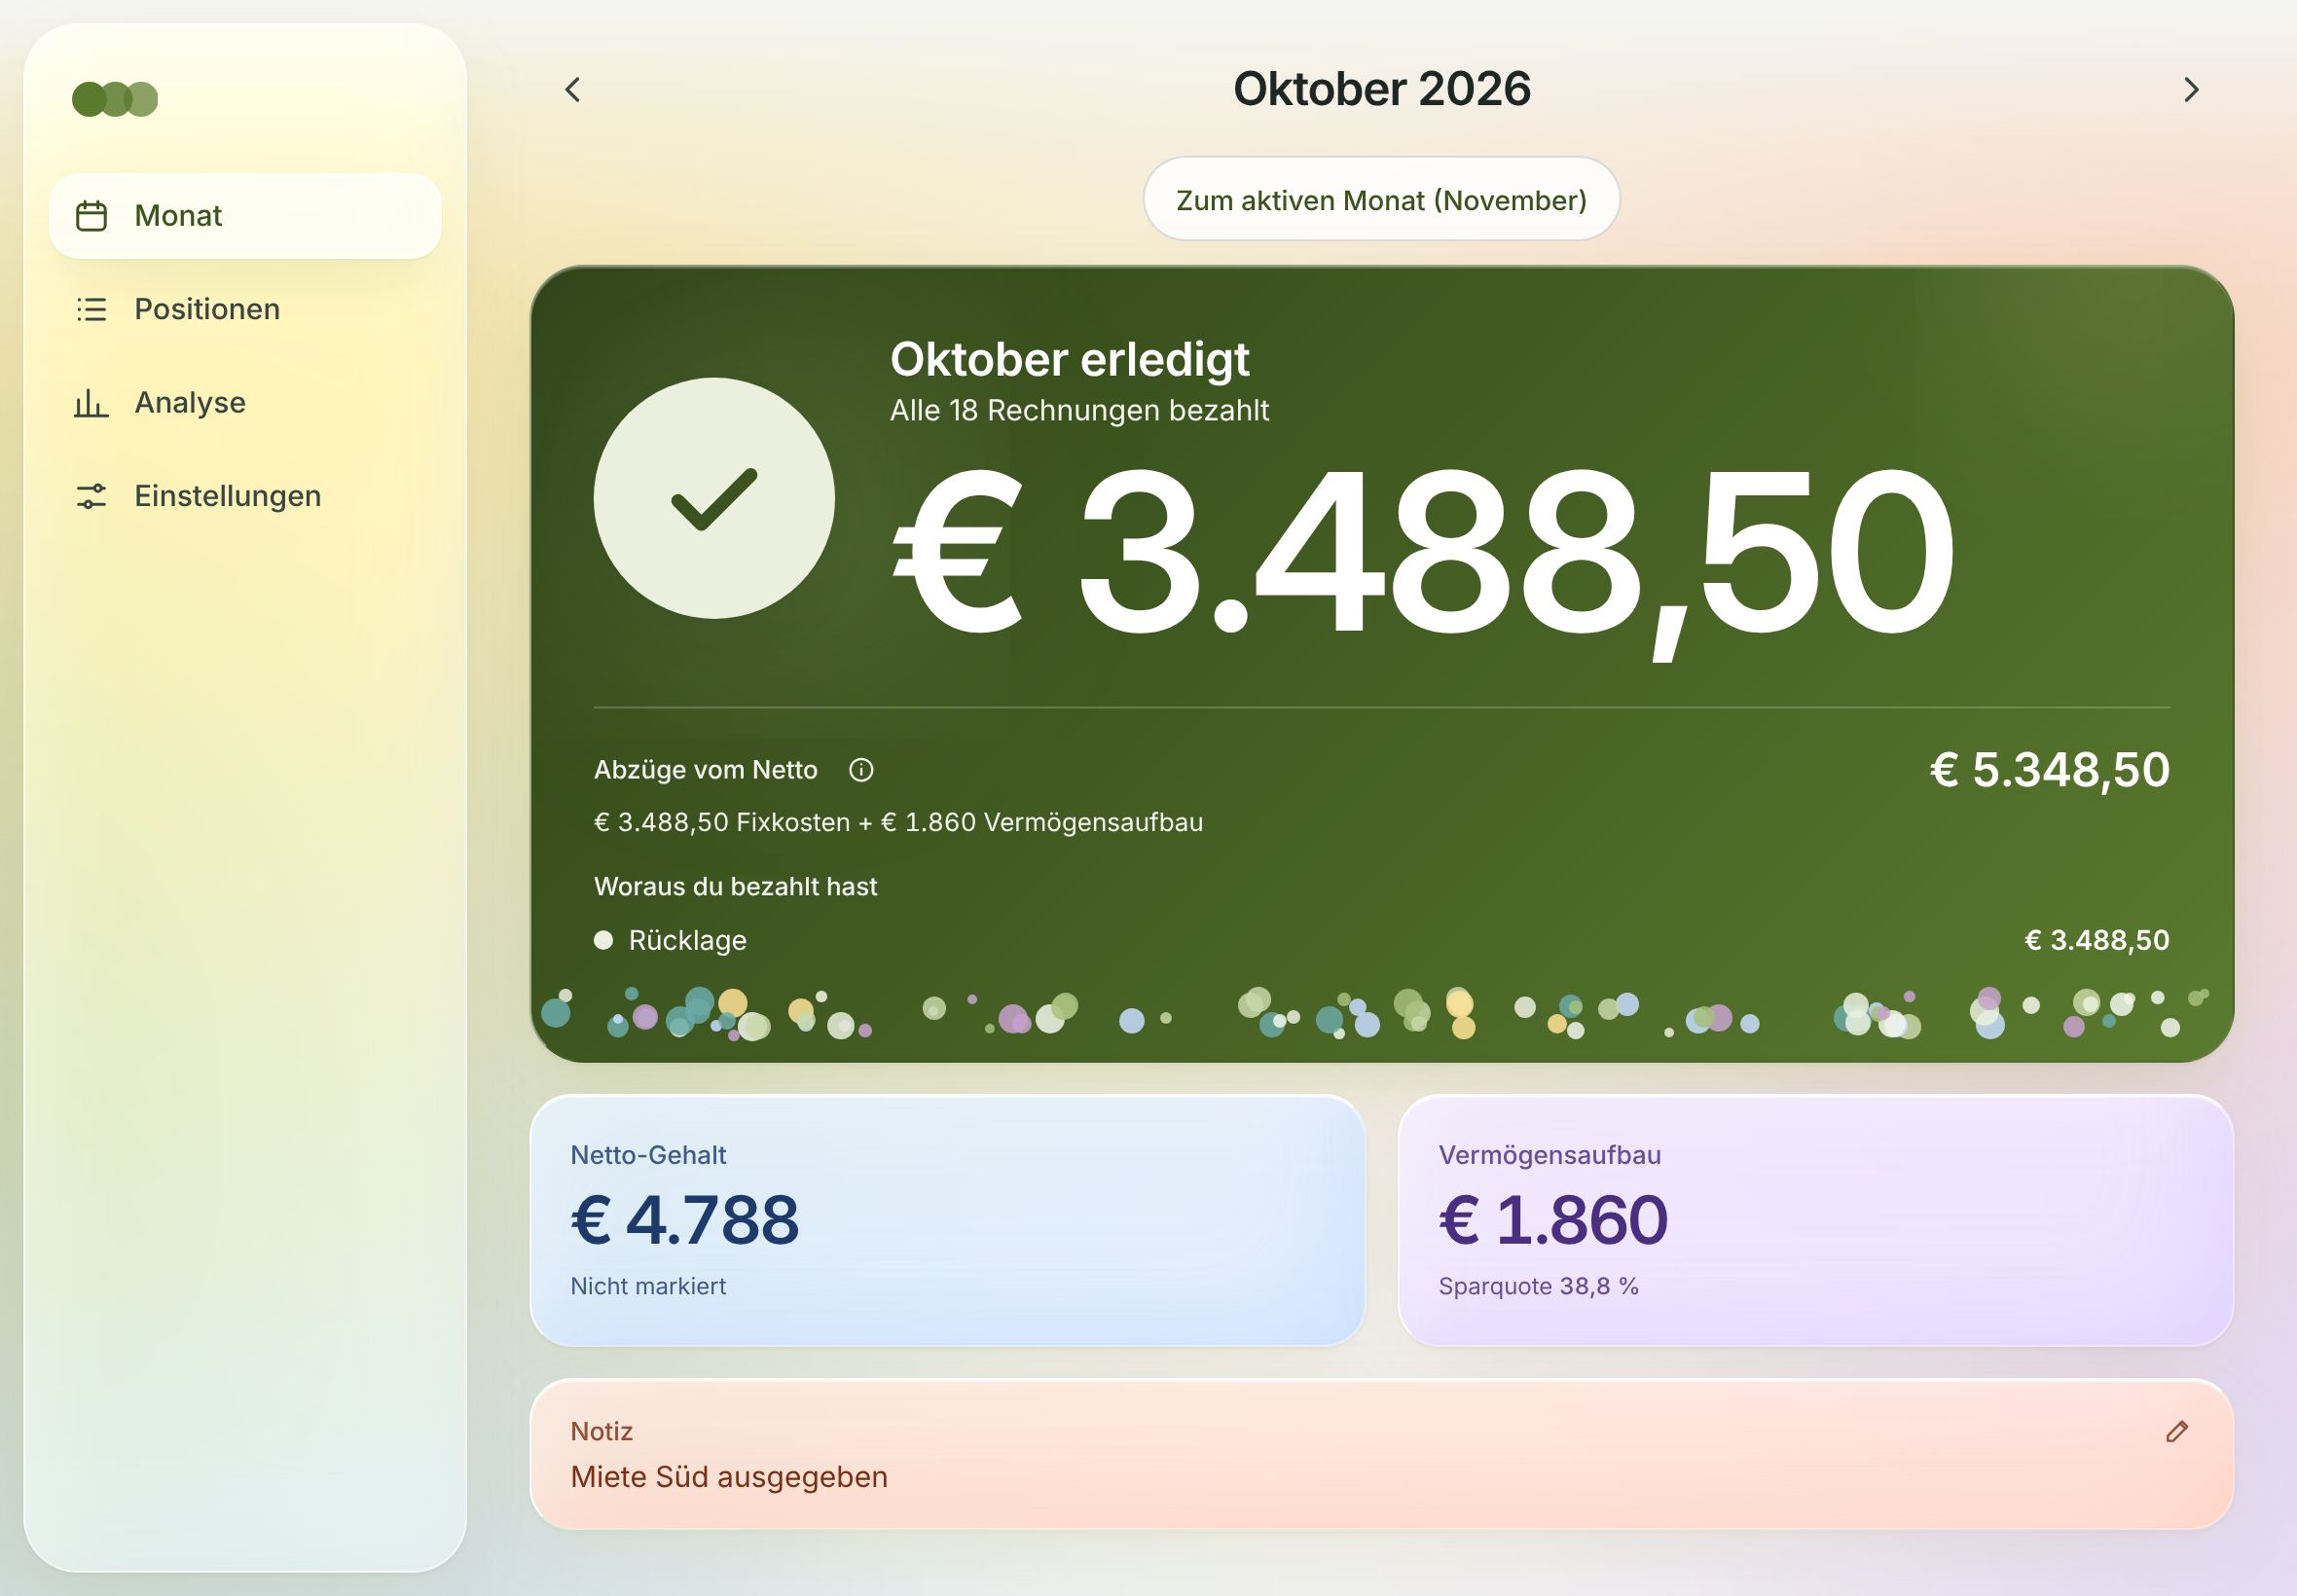 Oktober 2026
Zum aktiven Monat (November)
Monat
Positionen
Analyse
Einstellungen
Oktober erledigt
Alle 18 Rechnungen bezahlt
€ 3.488,50
Abzüge vom Netto
€ 5.348,50
€ 3.488,50 Fixkosten + € 1.860 Vermögensaufbau
Woraus du bezahlt hast
Rücklage
€ 3.488,50
Netto-Gehalt
€ 4.788
Nicht markiert
Vermögensaufbau
€ 1.860
Sparquote 38,8 %
Notiz
Miete Süd ausgegeben